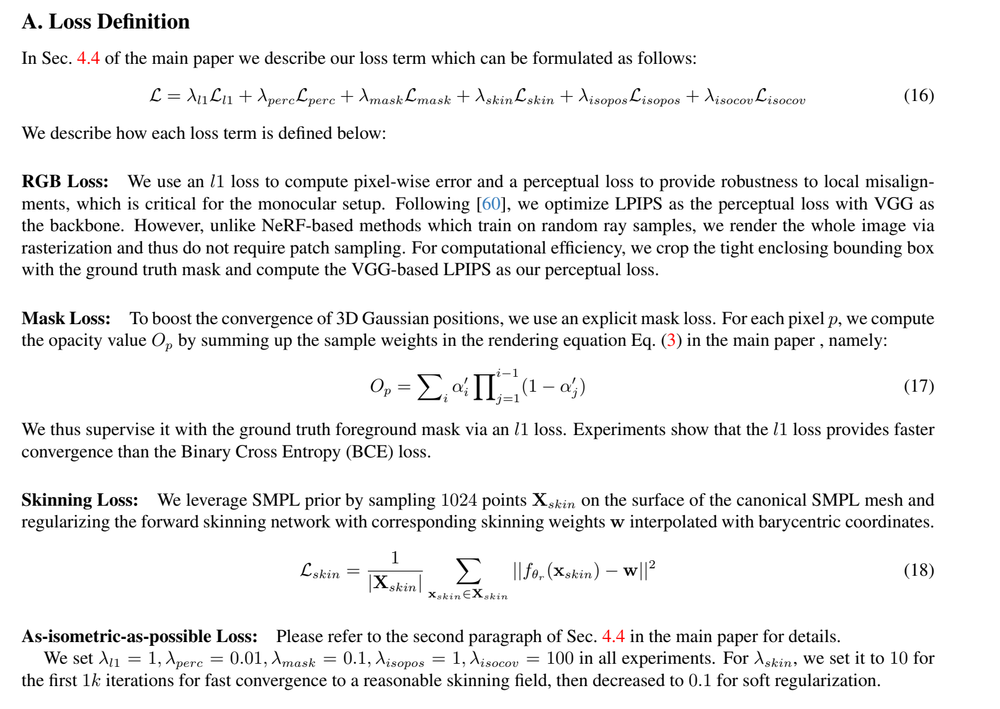 A. Loss Definition
In Sec. 4.4 of the main paper we describe our loss term which can be formulated as follows:
$\mathcal{L} = \lambda_{l1}\mathcal{L}_{l1} + \lambda_{perc}\mathcal{L}_{perc} + \lambda_{mask}\mathcal{L}_{mask} + \lambda_{skin}\mathcal{L}_{skin} + \lambda_{isopos}\mathcal{L}_{isopos} + \lambda_{isocov}\mathcal{L}_{isocov}$ (16)
We describe how each loss term is defined below:
RGB Loss: We use an $l1$ loss to compute pixel-wise error and a perceptual loss to provide robustness to local misalign-
ments, which is critical for the monocular setup. Following [60], we optimize LPIPS as the perceptual loss with VGG as
the backbone. However, unlike NeRF-based methods which train on random ray samples, we render the whole image via
rasterization and thus do not require patch sampling. For computational efficiency, we crop the tight enclosing bounding box
with the ground truth mask and compute the VGG-based LPIPS as our perceptual loss.
Mask Loss: To boost the convergence of 3D Gaussian positions, we use an explicit mask loss. For each pixel $p$, we compute
the opacity value $O_p$ by summing up the sample weights in the rendering equation Eq. (3) in the main paper , namely:
$O_p = \sum_i \alpha'_i \prod_{j=1}^{i-1}(1 - \alpha'_j)$ (17)
We thus supervise it with the ground truth foreground mask via an $l1$ loss. Experiments show that the $l1$ loss provides faster
convergence than the Binary Cross Entropy (BCE) loss.
Skinning Loss: We leverage SMPL prior by sampling 1024 points $\mathbf{X}_{skin}$ on the surface of the canonical SMPL mesh and
regularizing the forward skinning network with corresponding skinning weights $\mathbf{w}$ interpolated with barycentric coordinates.
$\mathcal{L}_{skin} = \frac{1}{|\mathbf{X}_{skin}|} \sum_{\mathbf{x}_{skin} \in \mathbf{X}_{skin}} ||f_{\theta_r}(\mathbf{x}_{skin}) - \mathbf{w}||^2$ (18)
As-isometric-as-possible Loss: Please refer to the second paragraph of Sec. 4.4 in the main paper for details.
We set $\lambda_{l1} = 1, \lambda_{perc} = 0.01, \lambda_{mask} = 0.1, \lambda_{isopos} = 1, \lambda_{isocov} = 100$ in all experiments. For $\lambda_{skin}$, we set it to 10 for
the first $1k$ iterations for fast convergence to a reasonable skinning field, then decreased to 0.1 for soft regularization.